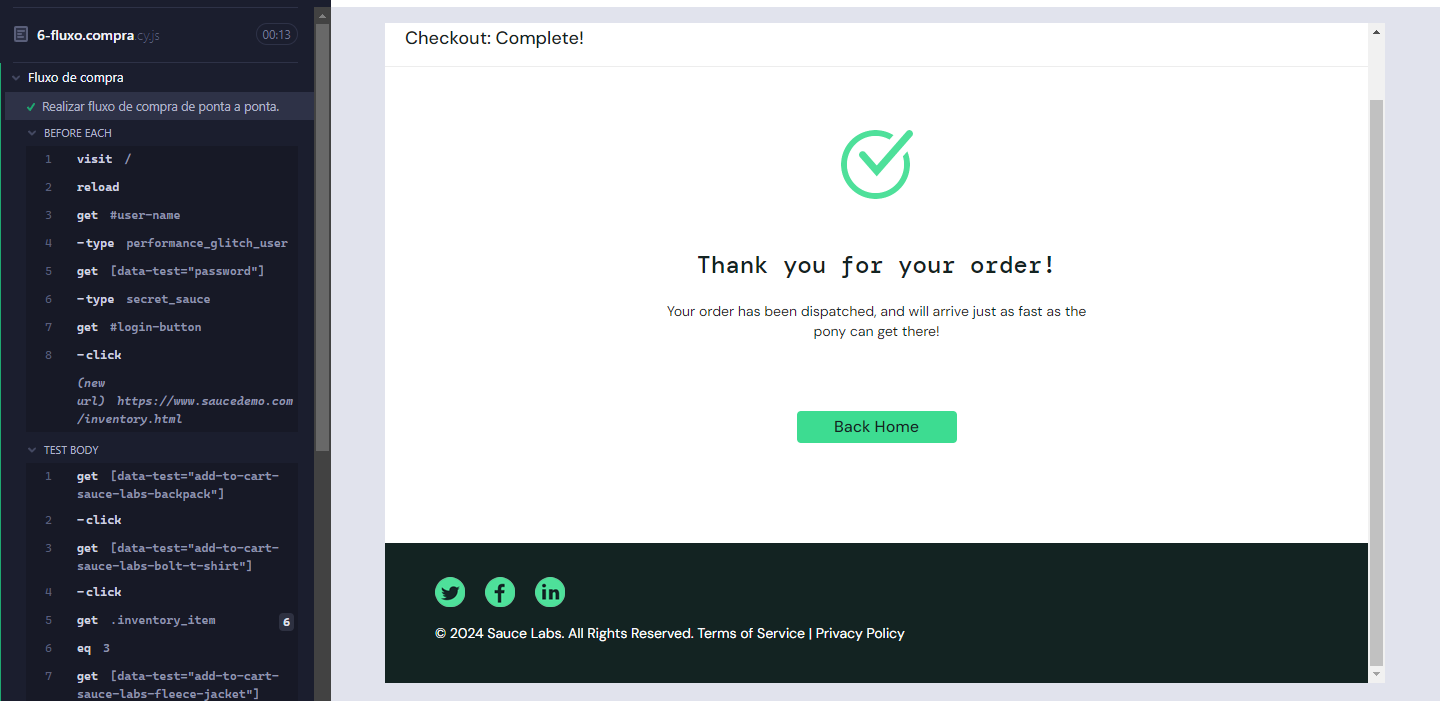 6-fluxo.compra.cy.js 00:13
Fluxo de compra
Realizar fluxo de compra de ponta a ponta.
BEFORE EACH
1 visit /
2 reload
3 get #user-name
4 -type performance_glitch_user
5 get [data-test="password"]
6 -type secret_sauce
7 get #login-button
8 -click
(new
url) https://www.saucedemo.com
/inventory.html
TEST BODY
1 get [data-test="add-to-cart-
sauce-labs-backpack"]
2 -click
3 get [data-test="add-to-cart-
sauce-labs-bolt-t-shirt"]
4 -click
5 get .inventory_item 6
6 eq 3
7 get [data-test="add-to-cart-
sauce-labs-fleece-jacket"]
Checkout: Complete!
Thank you for your order!
Your order has been dispatched, and will arrive just as fast as the
pony can get there!
Back Home
© 2024 Sauce Labs. All Rights Reserved. Terms of Service | Privacy Policy